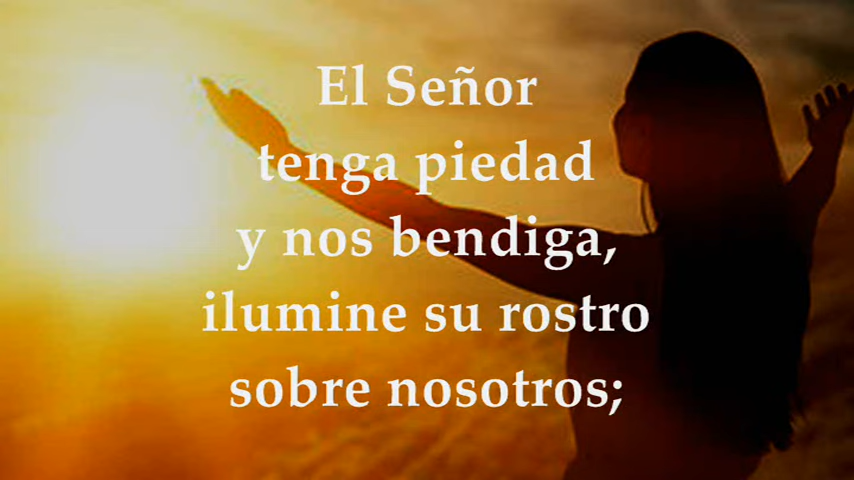 El Señor
tenga piedad
y nos bendiga,
ilumine su rostro
sobre nosotros;